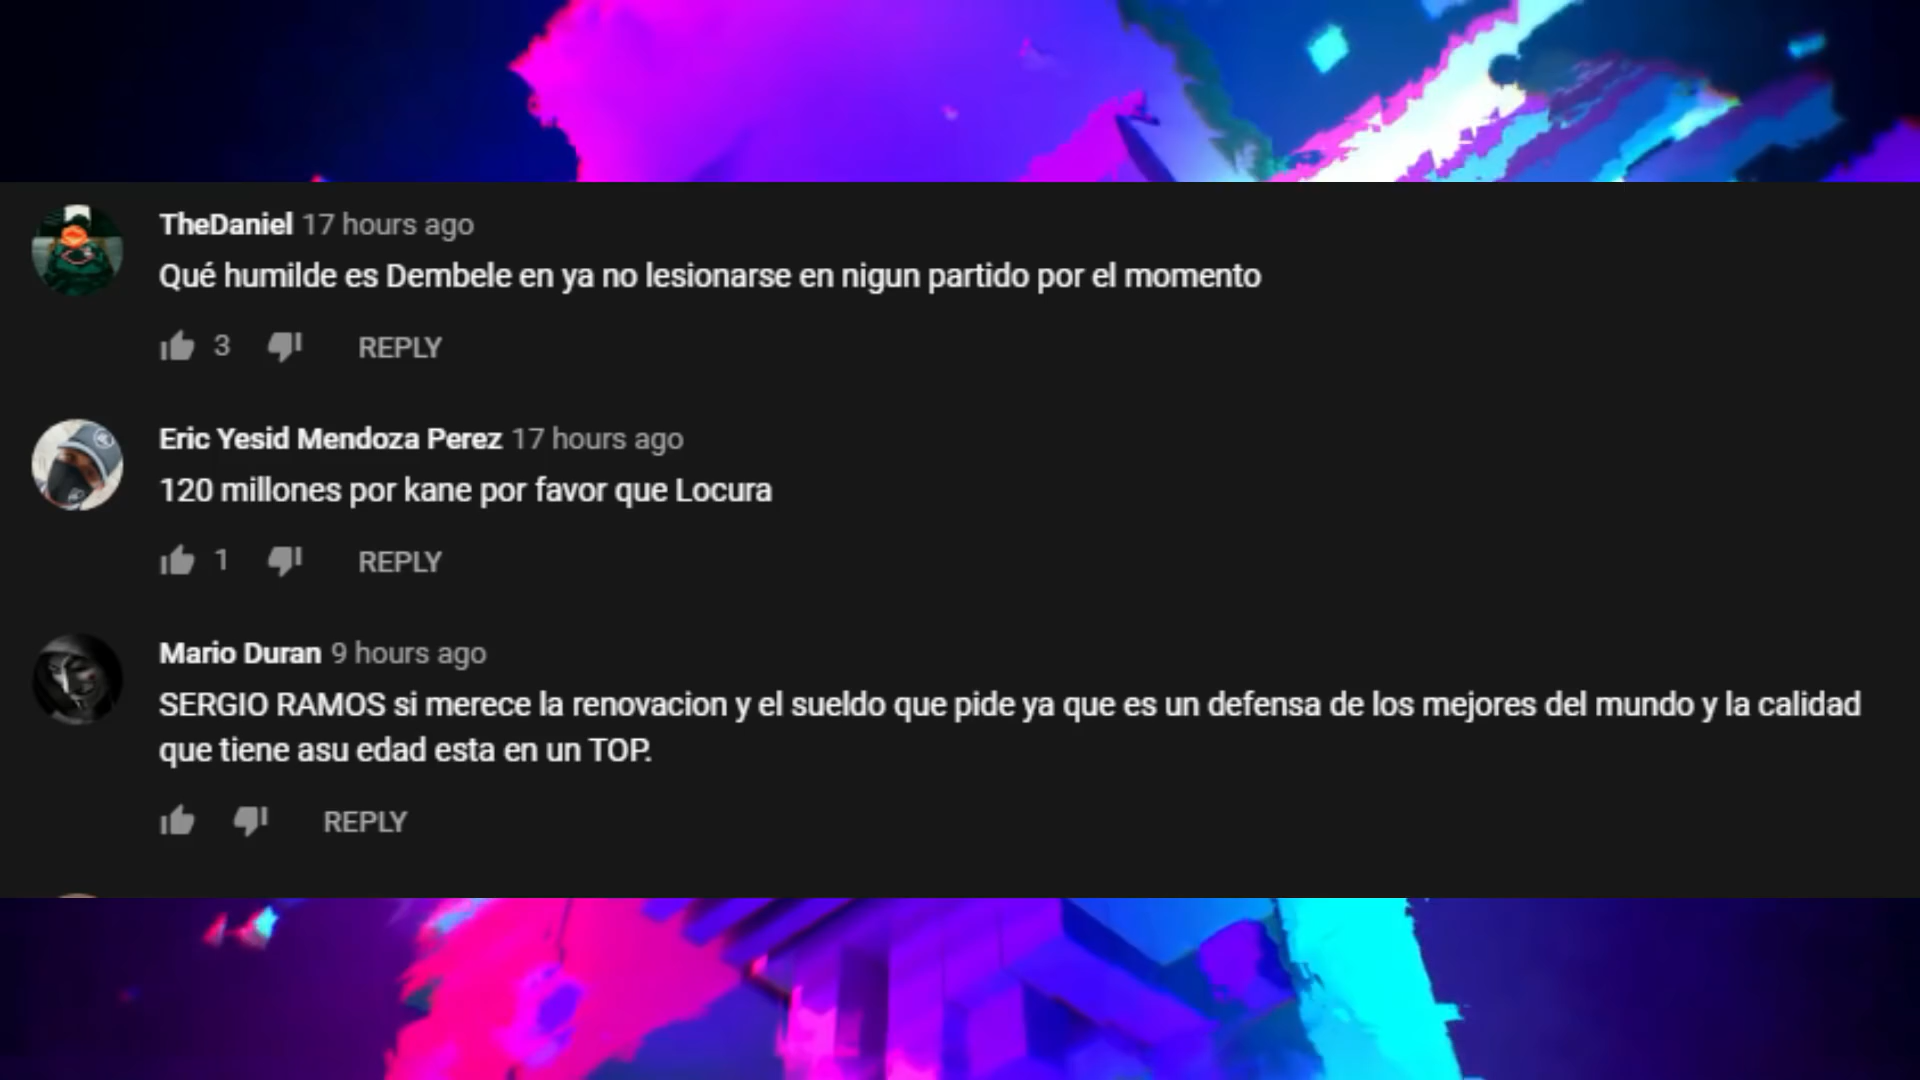 TheDaniel 17 hours ago
Qué humilde es Dembele en ya no lesionarse en nigun partido por el momento
3 REPLY
Eric Yesid Mendoza Perez 17 hours ago
120 millones por kane por favor que Locura
1 REPLY
Mario Duran 9 hours ago
SERGIO RAMOS si merece la renovacion y el sueldo que pide ya que es un defensa de los mejores del mundo y la calidad
que tiene asu edad esta en un TOP.
REPLY